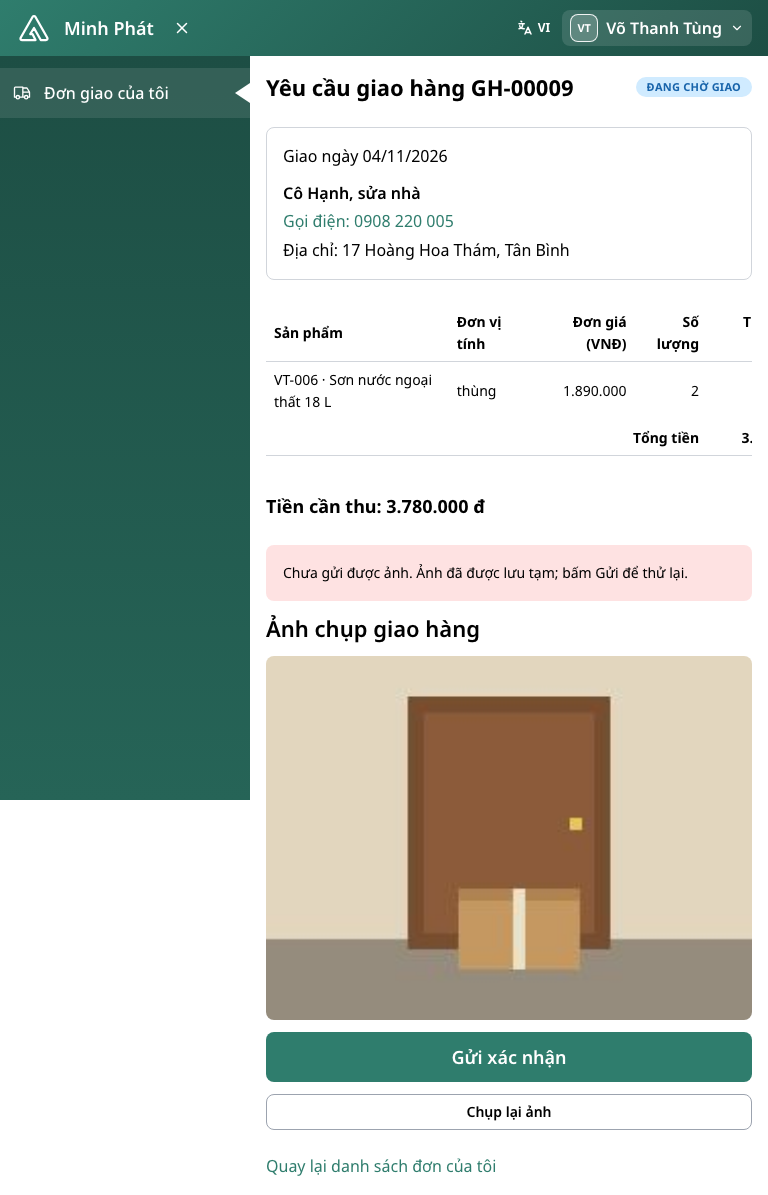 Minh Phát
VI
VT
Võ Thanh Tùng
Đơn giao của tôi
Yêu cầu giao hàng GH-00009
ĐANG CHỜ GIAO
Giao ngày 04/11/2026
Cô Hạnh, sửa nhà
Gọi điện: 0908 220 005
Địa chỉ: 17 Hoàng Hoa Thám, Tân Bình
Sản phẩm
Đơn vị
tính
Đơn giá
(VNĐ)
Số
lượng
T
VT-006 · Sơn nước ngoại
thất 18 L
thùng
1.890.000
2
Tổng tiền
3.
Tiền cần thu: 3.780.000 đ
Chưa gửi được ảnh. Ảnh đã được lưu tạm; bấm Gửi để thử lại.
Ảnh chụp giao hàng
Gửi xác nhận
Chụp lại ảnh
Quay lại danh sách đơn của tôi